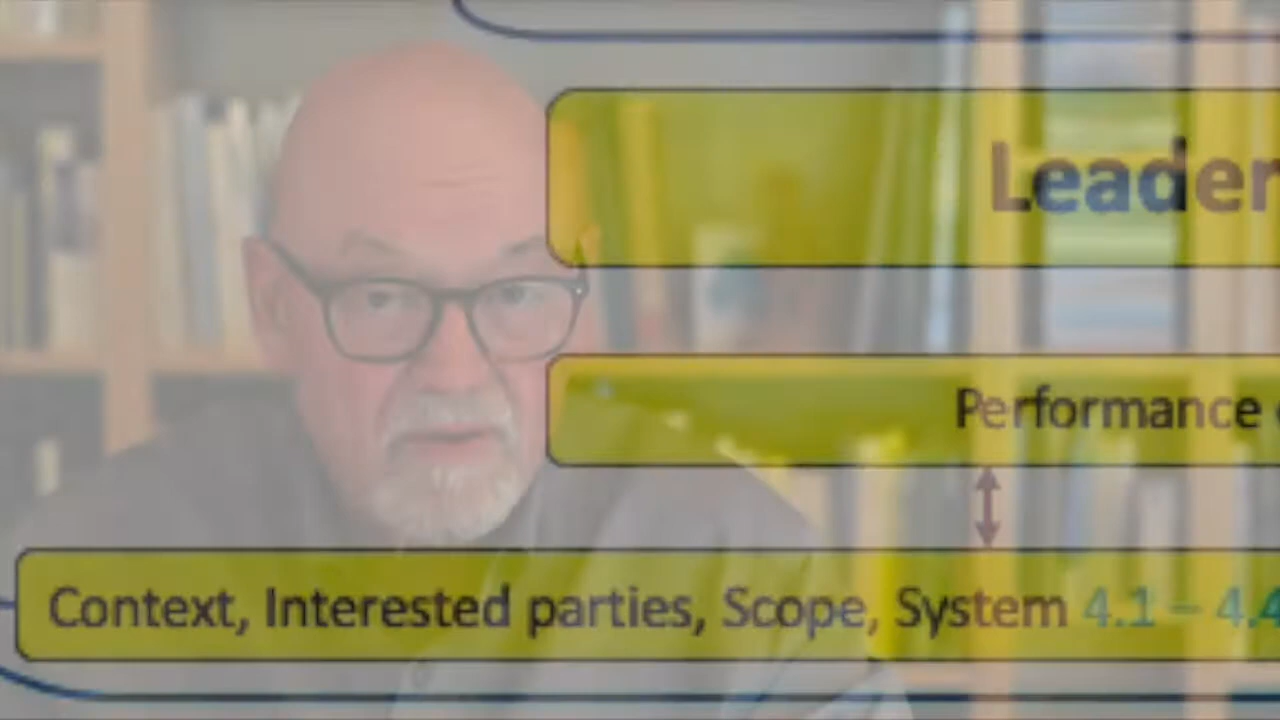 Leader
Performance
Context, Interested parties, Scope, System 4.1 – 4.4